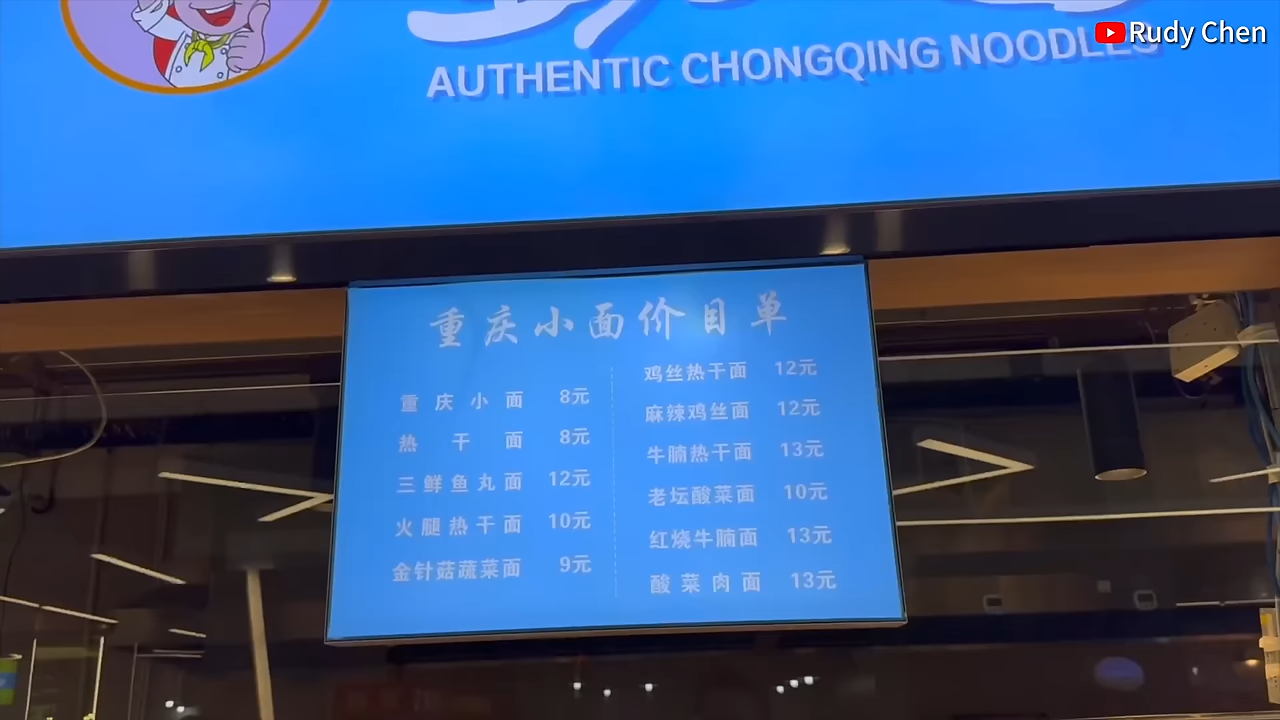 Rudy Chen
AUTHENTIC CHONGQING NOODLES
重庆小面价目单
重庆小面 8元
热干面 8元
三鲜鱼丸面 12元
火腿热干面 10元
金针菇蔬菜面 9元
鸡丝热干面 12元
麻辣鸡丝面 12元
牛腩热干面 13元
老坛酸菜面 10元
红烧牛腩面 13元
酸菜肉面 13元